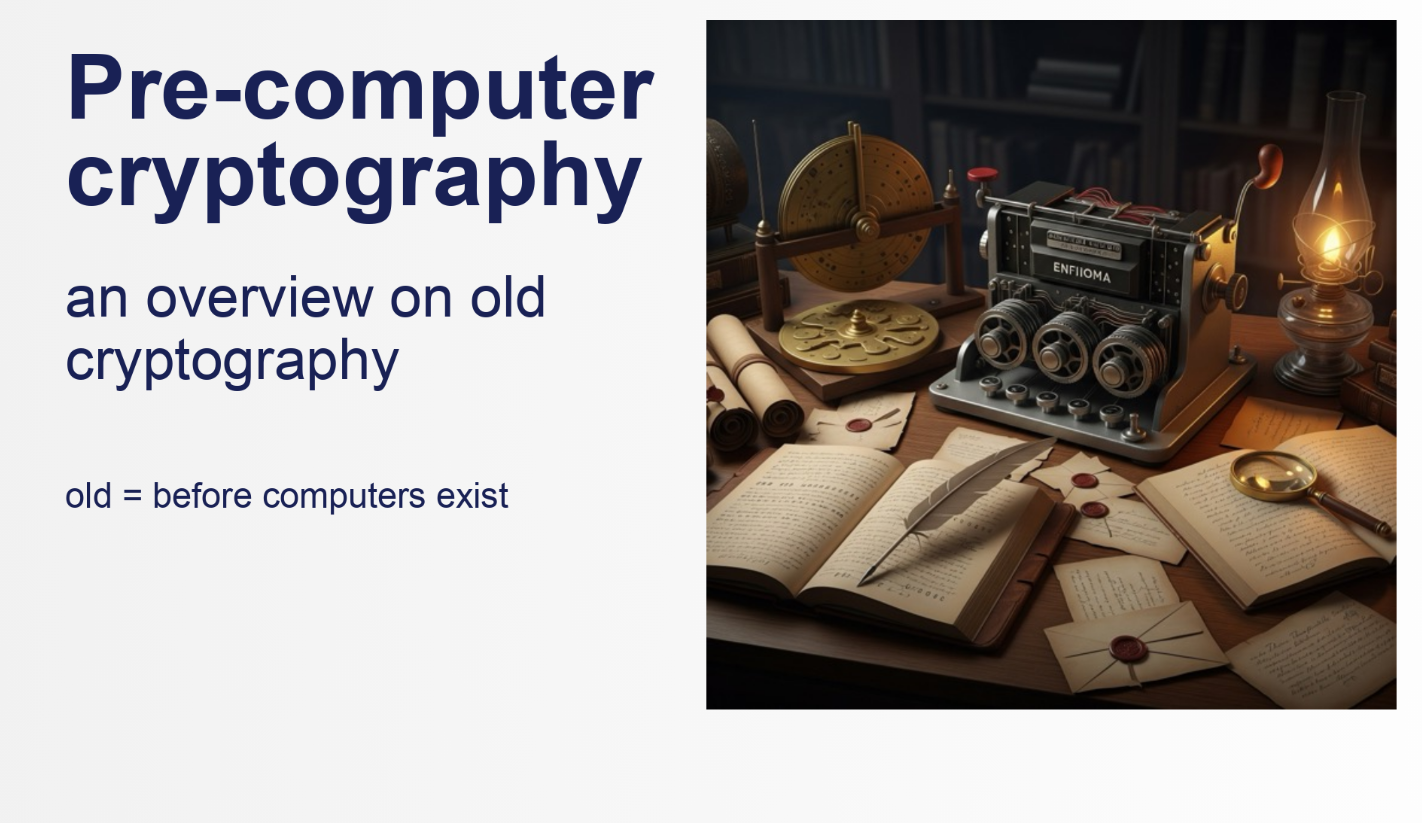 Pre-computer
cryptography
an overview on old
cryptography
old = before computers exist
ENFIIOMA